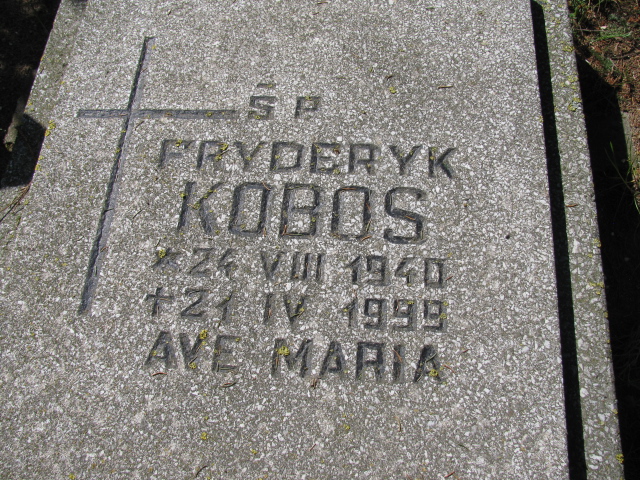 ŚP
FRYDERYK
KOBOS
* 24 VIII 1940
† 21 IV 1999
AVE MARIA